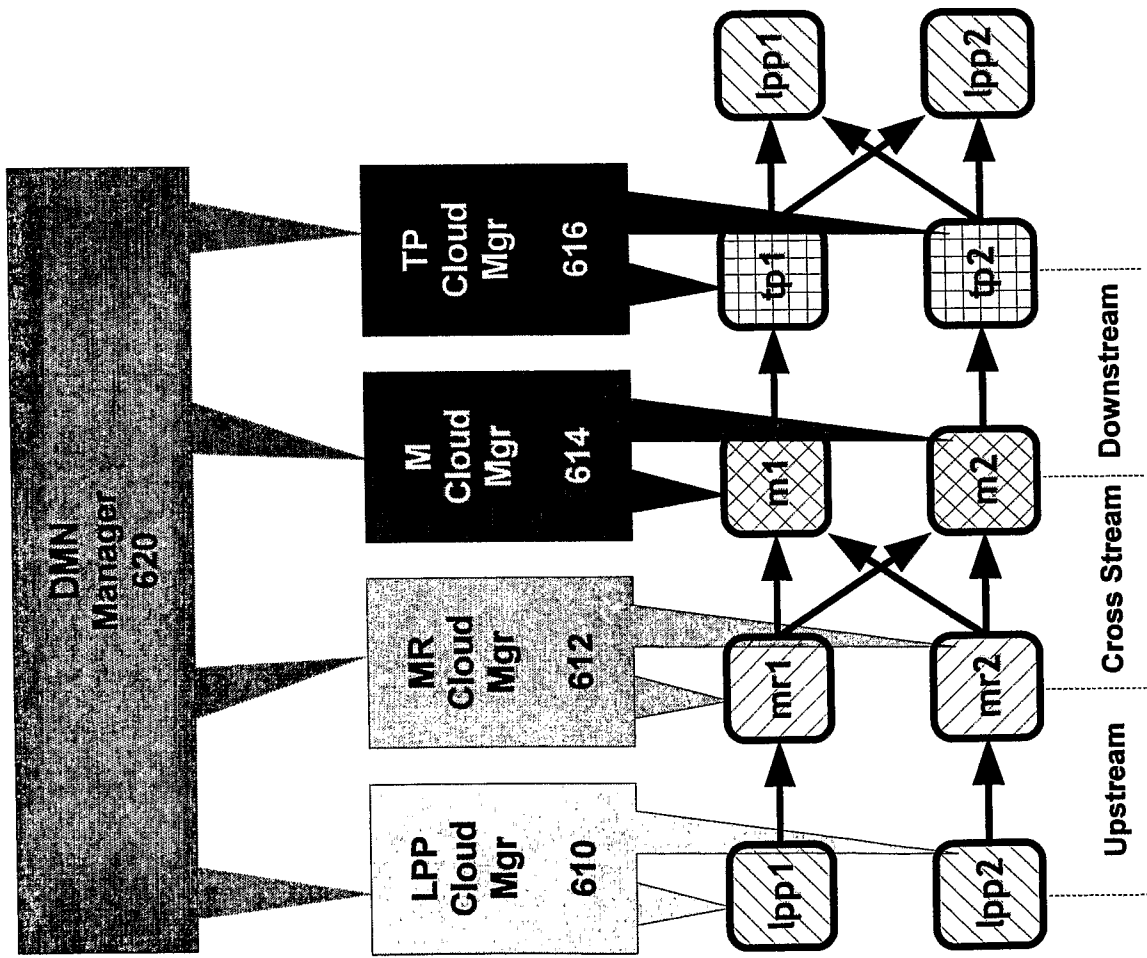 DMN
Manager
620
LPP
Cloud
Mgr
610
MR
Cloud
Mgr
612
M
Cloud
Mgr
614
TP
Cloud
Mgr
616
lpp1
mr1
m1
tp1
lpp1
lpp2
mr2
m2
tp2
lpp2
Upstream
Cross Stream
Downstream